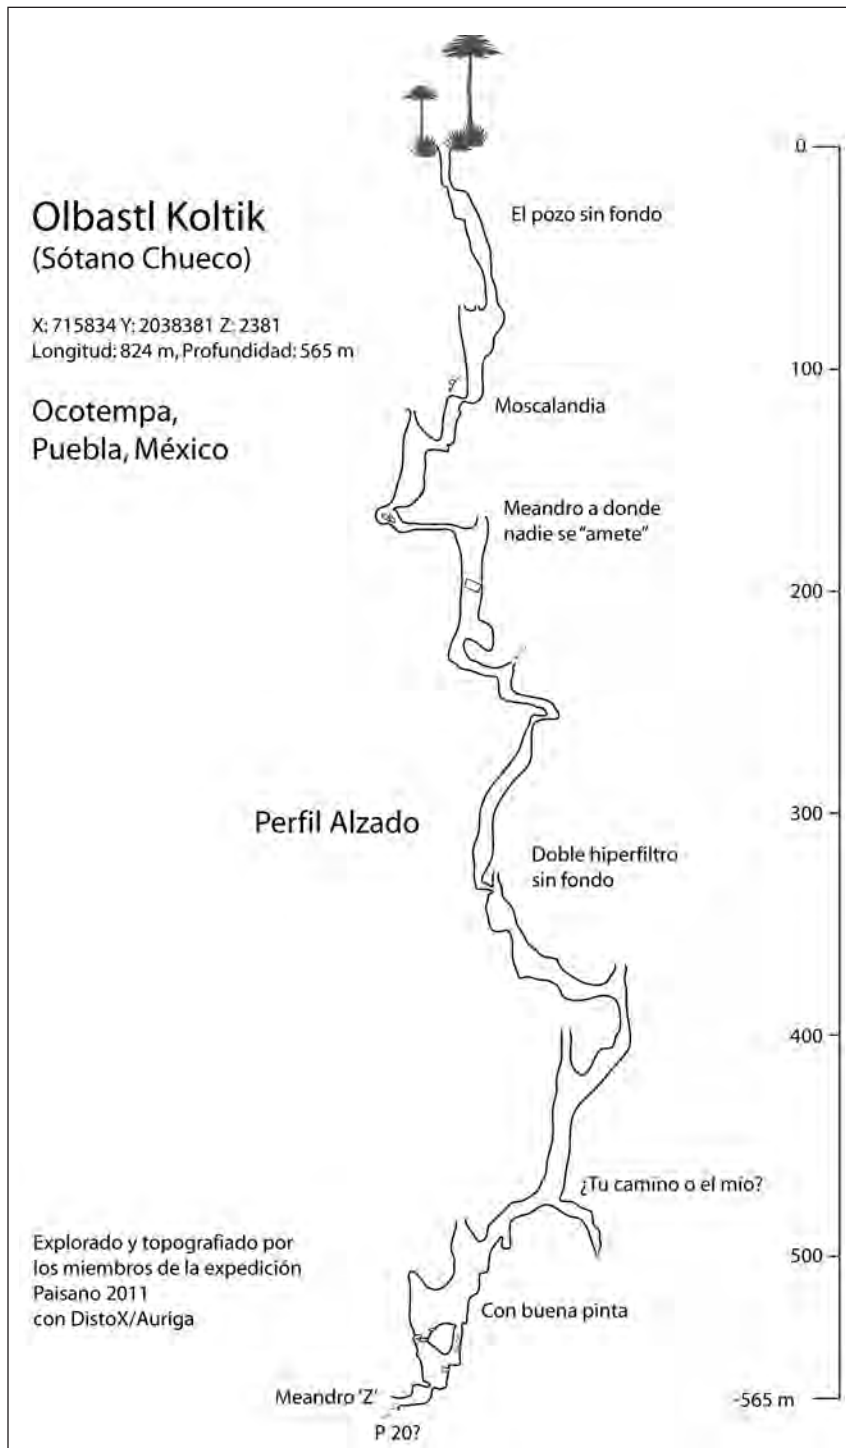 0
Olbastl Koltik
(Sótano Chueco)
El pozo sin fondo
X: 715834 Y: 2038381 Z: 2381
Longitud: 824 m, Profundidad: 565 m
100
Ocotempa,
Puebla, México
Moscalandia
Meandro a donde
nadie se "amete"
200
Perfil Alzado
300
Doble hiperfiltro
sin fondo
400
¿Tu camino o el mío?
Explorado y topografiado por
los miembros de la expedición
Paisano 2011
con DistoX/Auriga
500
Con buena pinta
Meandro 'Z'
-565 m
P 20?